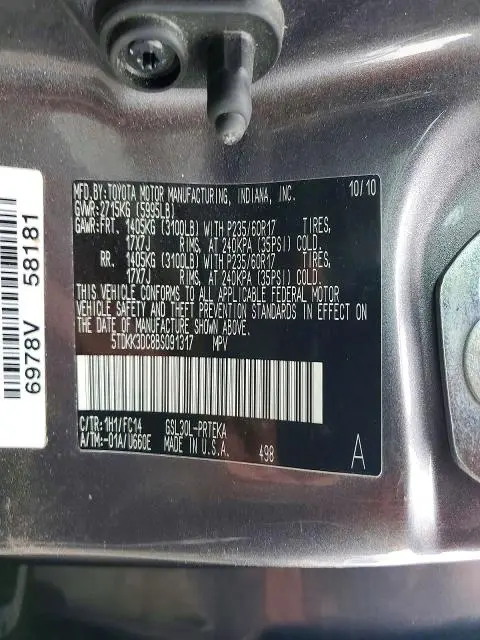 MFD.BY:TOYOTA MOTOR MANUFACTURING, INDIANA, INC. 10/10
GVWR:2715KG (5995LB)
GAWR:FRT. 1405KG (3100LB) WITH P235/60R17 TIRES,
17X7J RIMS, AT 240KPA (35PSI) COLD.
RR. 1405KG (3100LB) WITH P235/60R17 TIRES,
17X7J RIMS, AT 240KPA (35PSI) COLD.
THIS VEHICLE CONFORMS TO ALL APPLICABLE FEDERAL MOTOR
VEHICLE SAFETY AND THEFT PREVENTION STANDARDS IN EFFECT ON
THE DATE OF MANUFACTURE SHOWN ABOVE.
5TDKK3DC8BS091317 MPV
C/TR:1H1/FC14 GSL30L-PRTEKA
A/TM:-01A/U660E MADE IN U.S.A. 498
A
6978V 58181